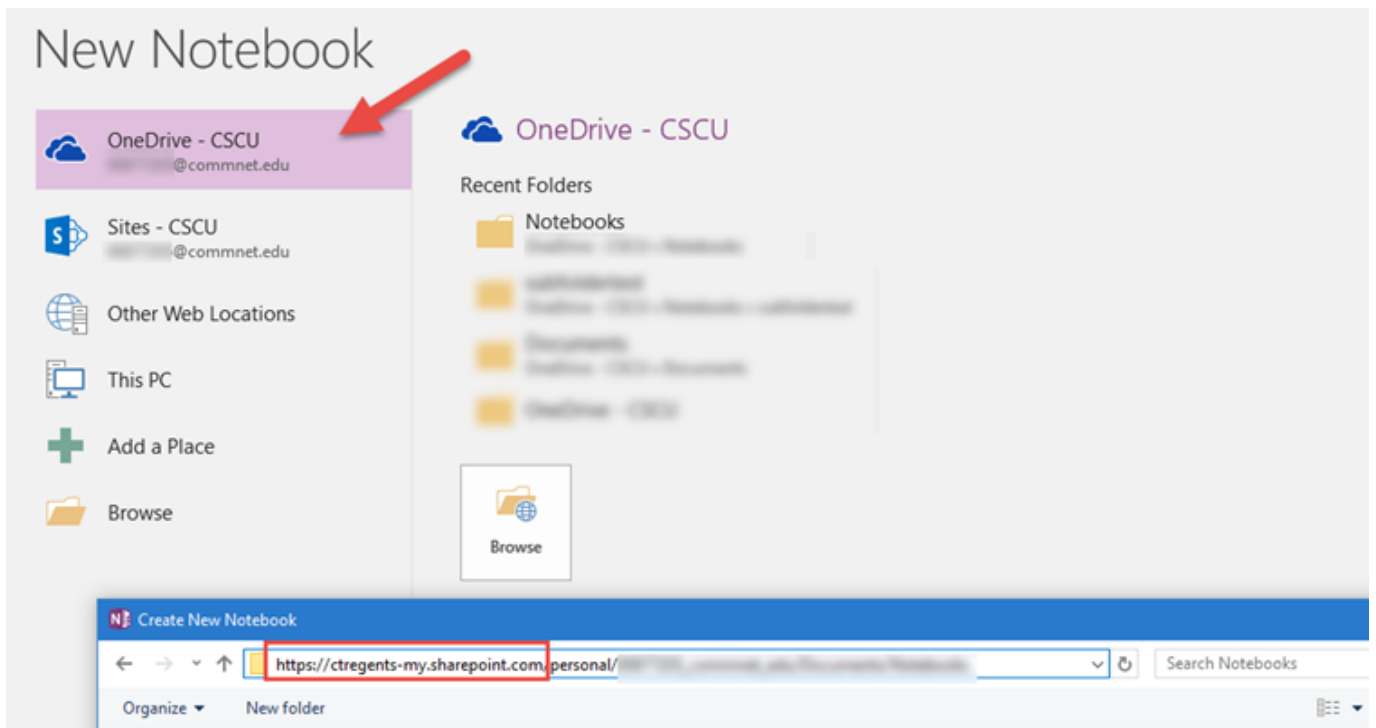 New Notebook
OneDrive - CSCU
@commnet.edu
Sites - CSCU
@commnet.edu
Other Web Locations
This PC
Add a Place
Browse
OneDrive - CSCU
Recent Folders
Notebooks
Browse
Create New Notebook
https://ctregents-my.sharepoint.com/personal/
Search Notebooks
Organize
New folder